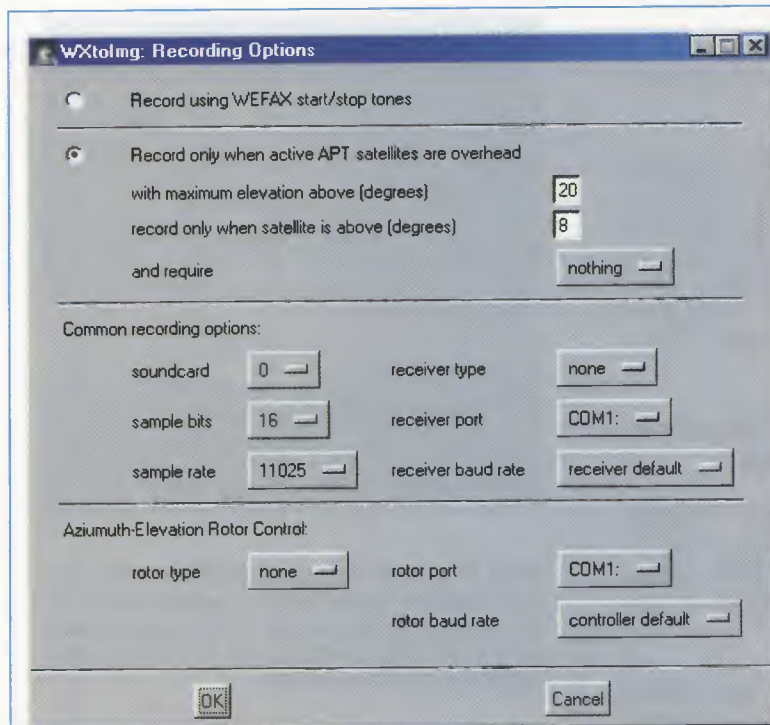 WXtoImg: Recording Options
Record using WEFAX start/stop tones
Record only when active APT satellites are overhead
with maximum elevation above (degrees) 20
record only when satellite is above (degrees) 8
and require nothing
Common recording options:
soundcard 0 receiver type none
sample bits 16 receiver port COM1:
sample rate 11025 receiver baud rate receiver default
Aziumuth-Elevation Rotor Control:
rotor type none rotor port COM1:
rotor baud rate controller default
OK Cancel